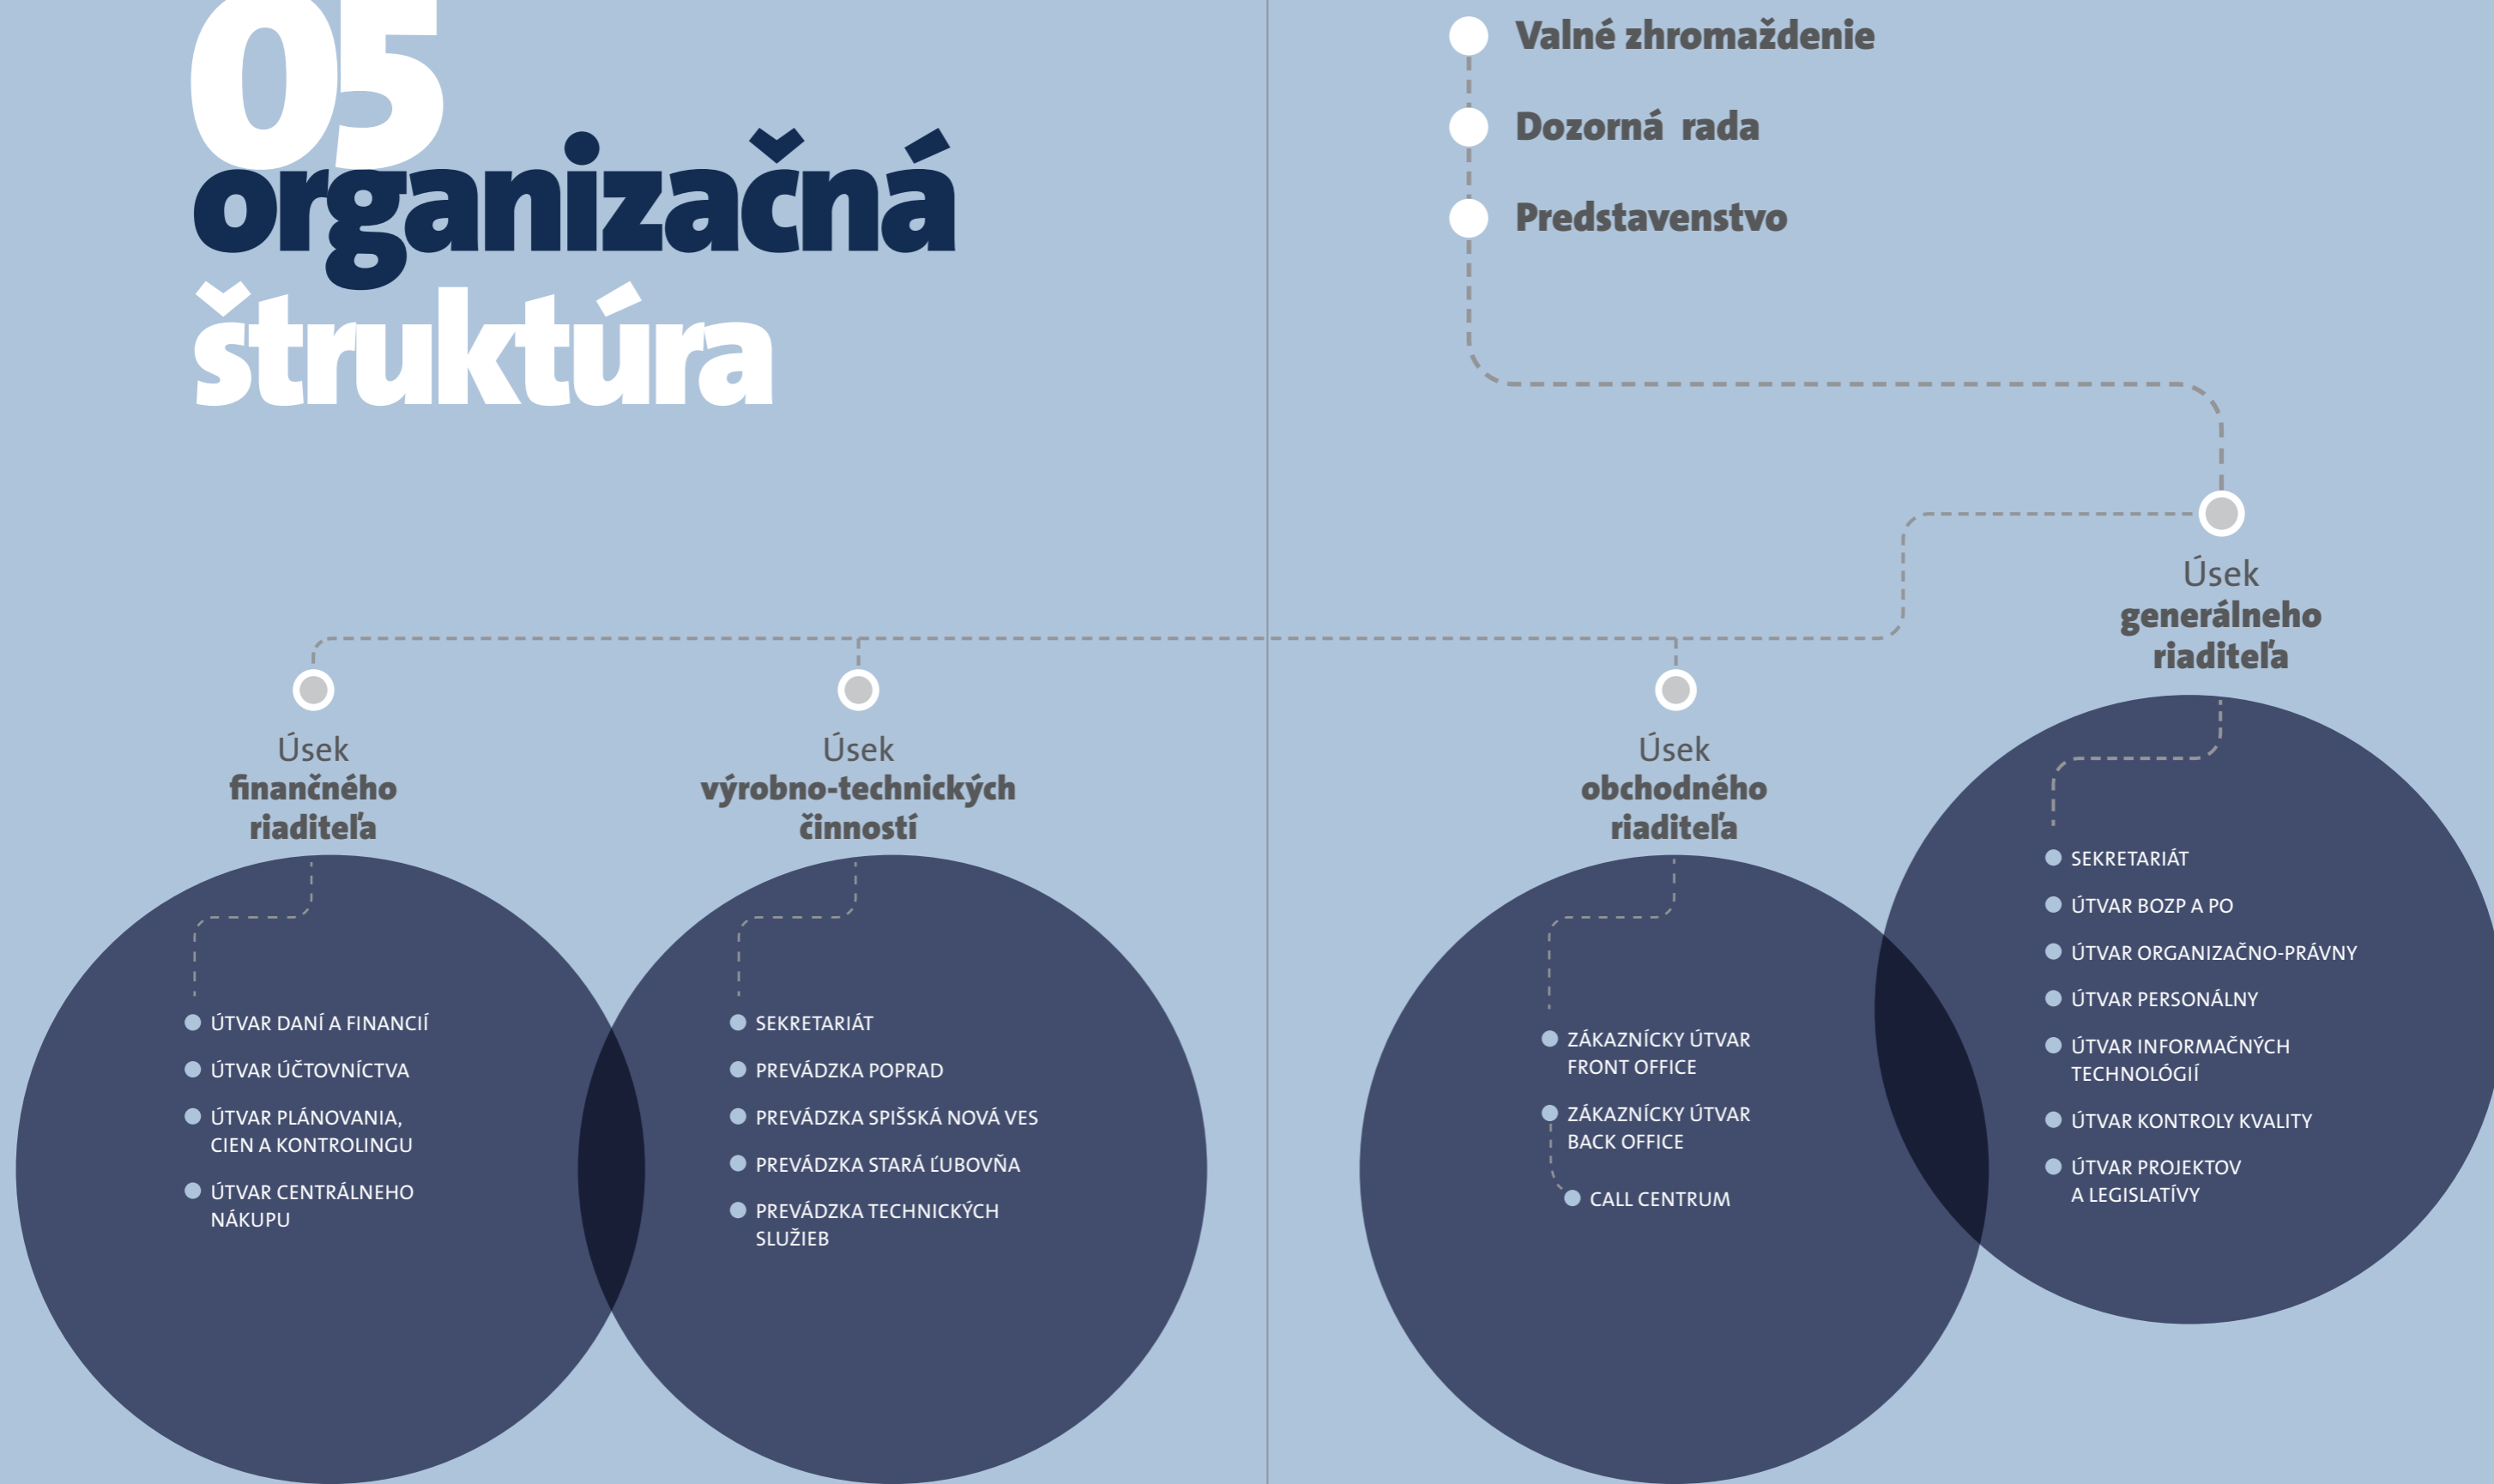 05
organizačná
štruktúra
Valné zhromaždenie
Dozorná rada
Predstavenstvo
Úsek
generálneho
riaditeľa
SEKRETARIÁT
ÚTVAR BOZP A PO
ÚTVAR ORGANIZAČNO-PRÁVNY
ÚTVAR PERSONÁLNY
ÚTVAR INFORMAČNÝCH
TECHNOLÓGIÍ
ÚTVAR KONTROLY KVALITY
ÚTVAR PROJEKTOV
A LEGISLATÍVY
Úsek
finančného
riaditeľa
ÚTVAR DANÍ A FINANCIÍ
ÚTVAR ÚČTOVNÍCTVA
ÚTVAR PLÁNOVANIA,
CIEN A KONTROLINGU
ÚTVAR CENTRÁLNEHO
NÁKUPU
Úsek
výrobno-technických
činností
SEKRETARIÁT
PREVÁDZKA POPRAD
PREVÁDZKA SPIŠSKÁ NOVÁ VES
PREVÁDZKA STARÁ ĽUBOVŇA
PREVÁDZKA TECHNICKÝCH
SLUŽIEB
Úsek
obchodného
riaditeľa
ZÁKAZNÍCKY ÚTVAR
FRONT OFFICE
ZÁKAZNÍCKY ÚTVAR
BACK OFFICE
CALL CENTRUM